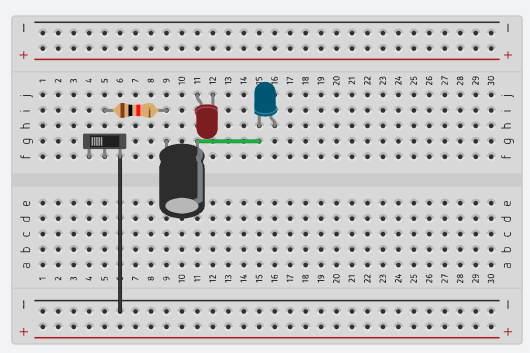 −
+
1 2 3 4 5 6 7 8 9 10 11 12 13 14 15 16 17 18 19 20 21 22 23 24 25 26 27 28 29 30
j j
i i
h h
g g
f f
e e
d d
c c
b b
a a
1 2 3 4 5 6 7 8 9 10 11 12 13 14 15 16 17 18 19 20 21 22 23 24 25 26 27 28 29 30
−
+